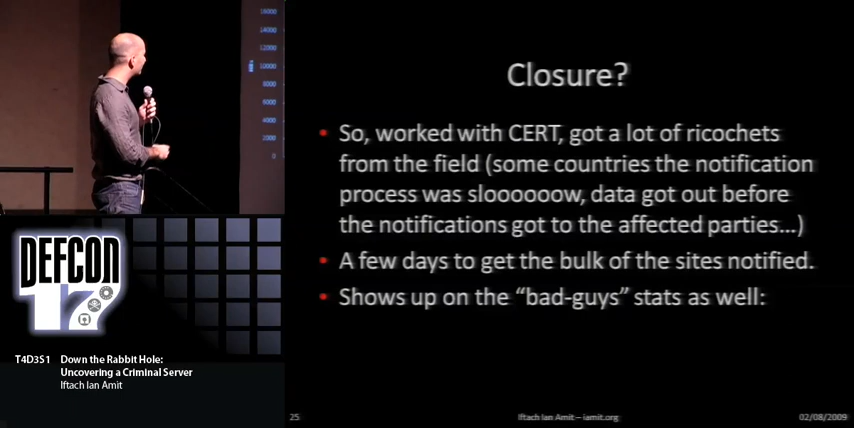 16000
14000
12000
10000
8000
6000
4000
2000
0
Closure?
• So, worked with CERT, got a lot of ricochets
from the field (some countries the notification
process was sloooooow, data got out before
the notifications got to the affected parties...)
• A few days to get the bulk of the sites notified.
• Shows up on the “bad-guys” stats as well:
DEFCON
17
T4D3S1 Down the Rabbit Hole:
Uncovering a Criminal Server
Iftach Ian Amit
25 Iftach Ian Amit – iamit.org 02/08/2009